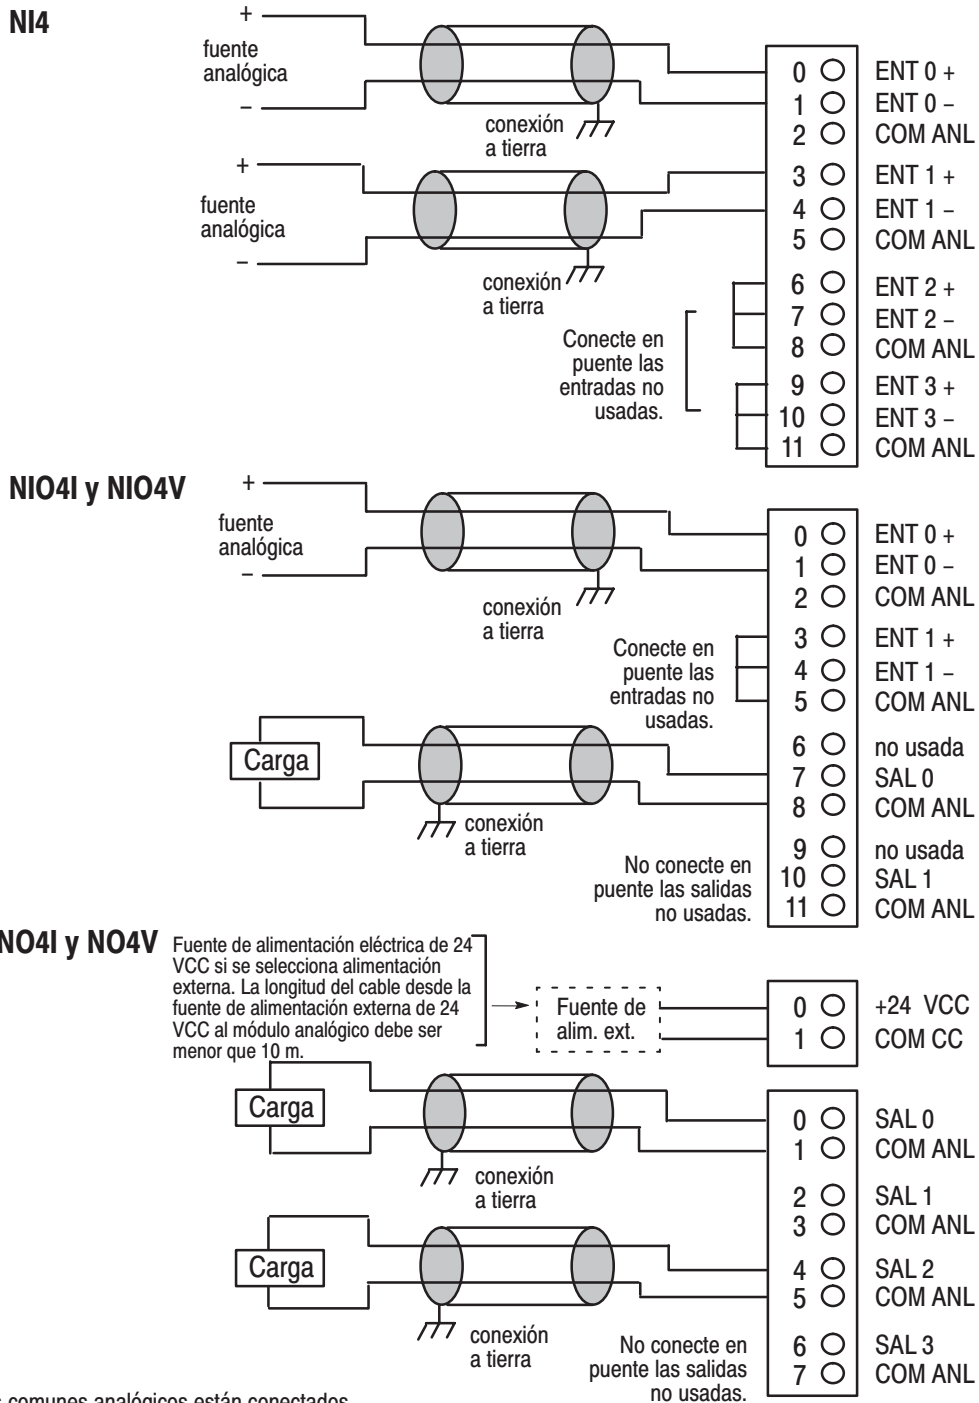 NI4
+
fuente
analógica
–
conexión
a tierra
0 ENT 0 +
1 ENT 0 –
2 COM ANL
+
fuente
analógica
–
conexión
a tierra
3 ENT 1 +
4 ENT 1 –
5 COM ANL
6 ENT 2 +
7 ENT 2 –
8 COM ANL
Conecte en
puente las
entradas no
usadas.
9 ENT 3 +
10 ENT 3 –
11 COM ANL
NIO4I y NIO4V
+
fuente
analógica
–
conexión
a tierra
0 ENT 0 +
1 ENT 0 –
2 COM ANL
Conecte en
puente las
entradas no
usadas.
3 ENT 1 +
4 ENT 1 –
5 COM ANL
Carga
conexión
a tierra
6 no usada
7 SAL 0
8 COM ANL
No conecte en
puente las salidas
no usadas.
9 no usada
10 SAL 1
11 COM ANL
NO4I y NO4V
Fuente de alimentación eléctrica de 24
VCC si se selecciona alimentación
externa. La longitud del cable desde la
fuente de alimentación externa de 24
VCC al módulo analógico debe ser
menor que 10 m.
Fuente de
alim. ext.
0 +24 VCC
1 COM CC
Carga
conexión
a tierra
0 SAL 0
1 COM ANL
2 SAL 1
3 COM ANL
Carga
conexión
a tierra
4 SAL 2
5 COM ANL
No conecte en
puente las salidas
no usadas.
6 SAL 3
7 COM ANL
comunes analógicos están conectados